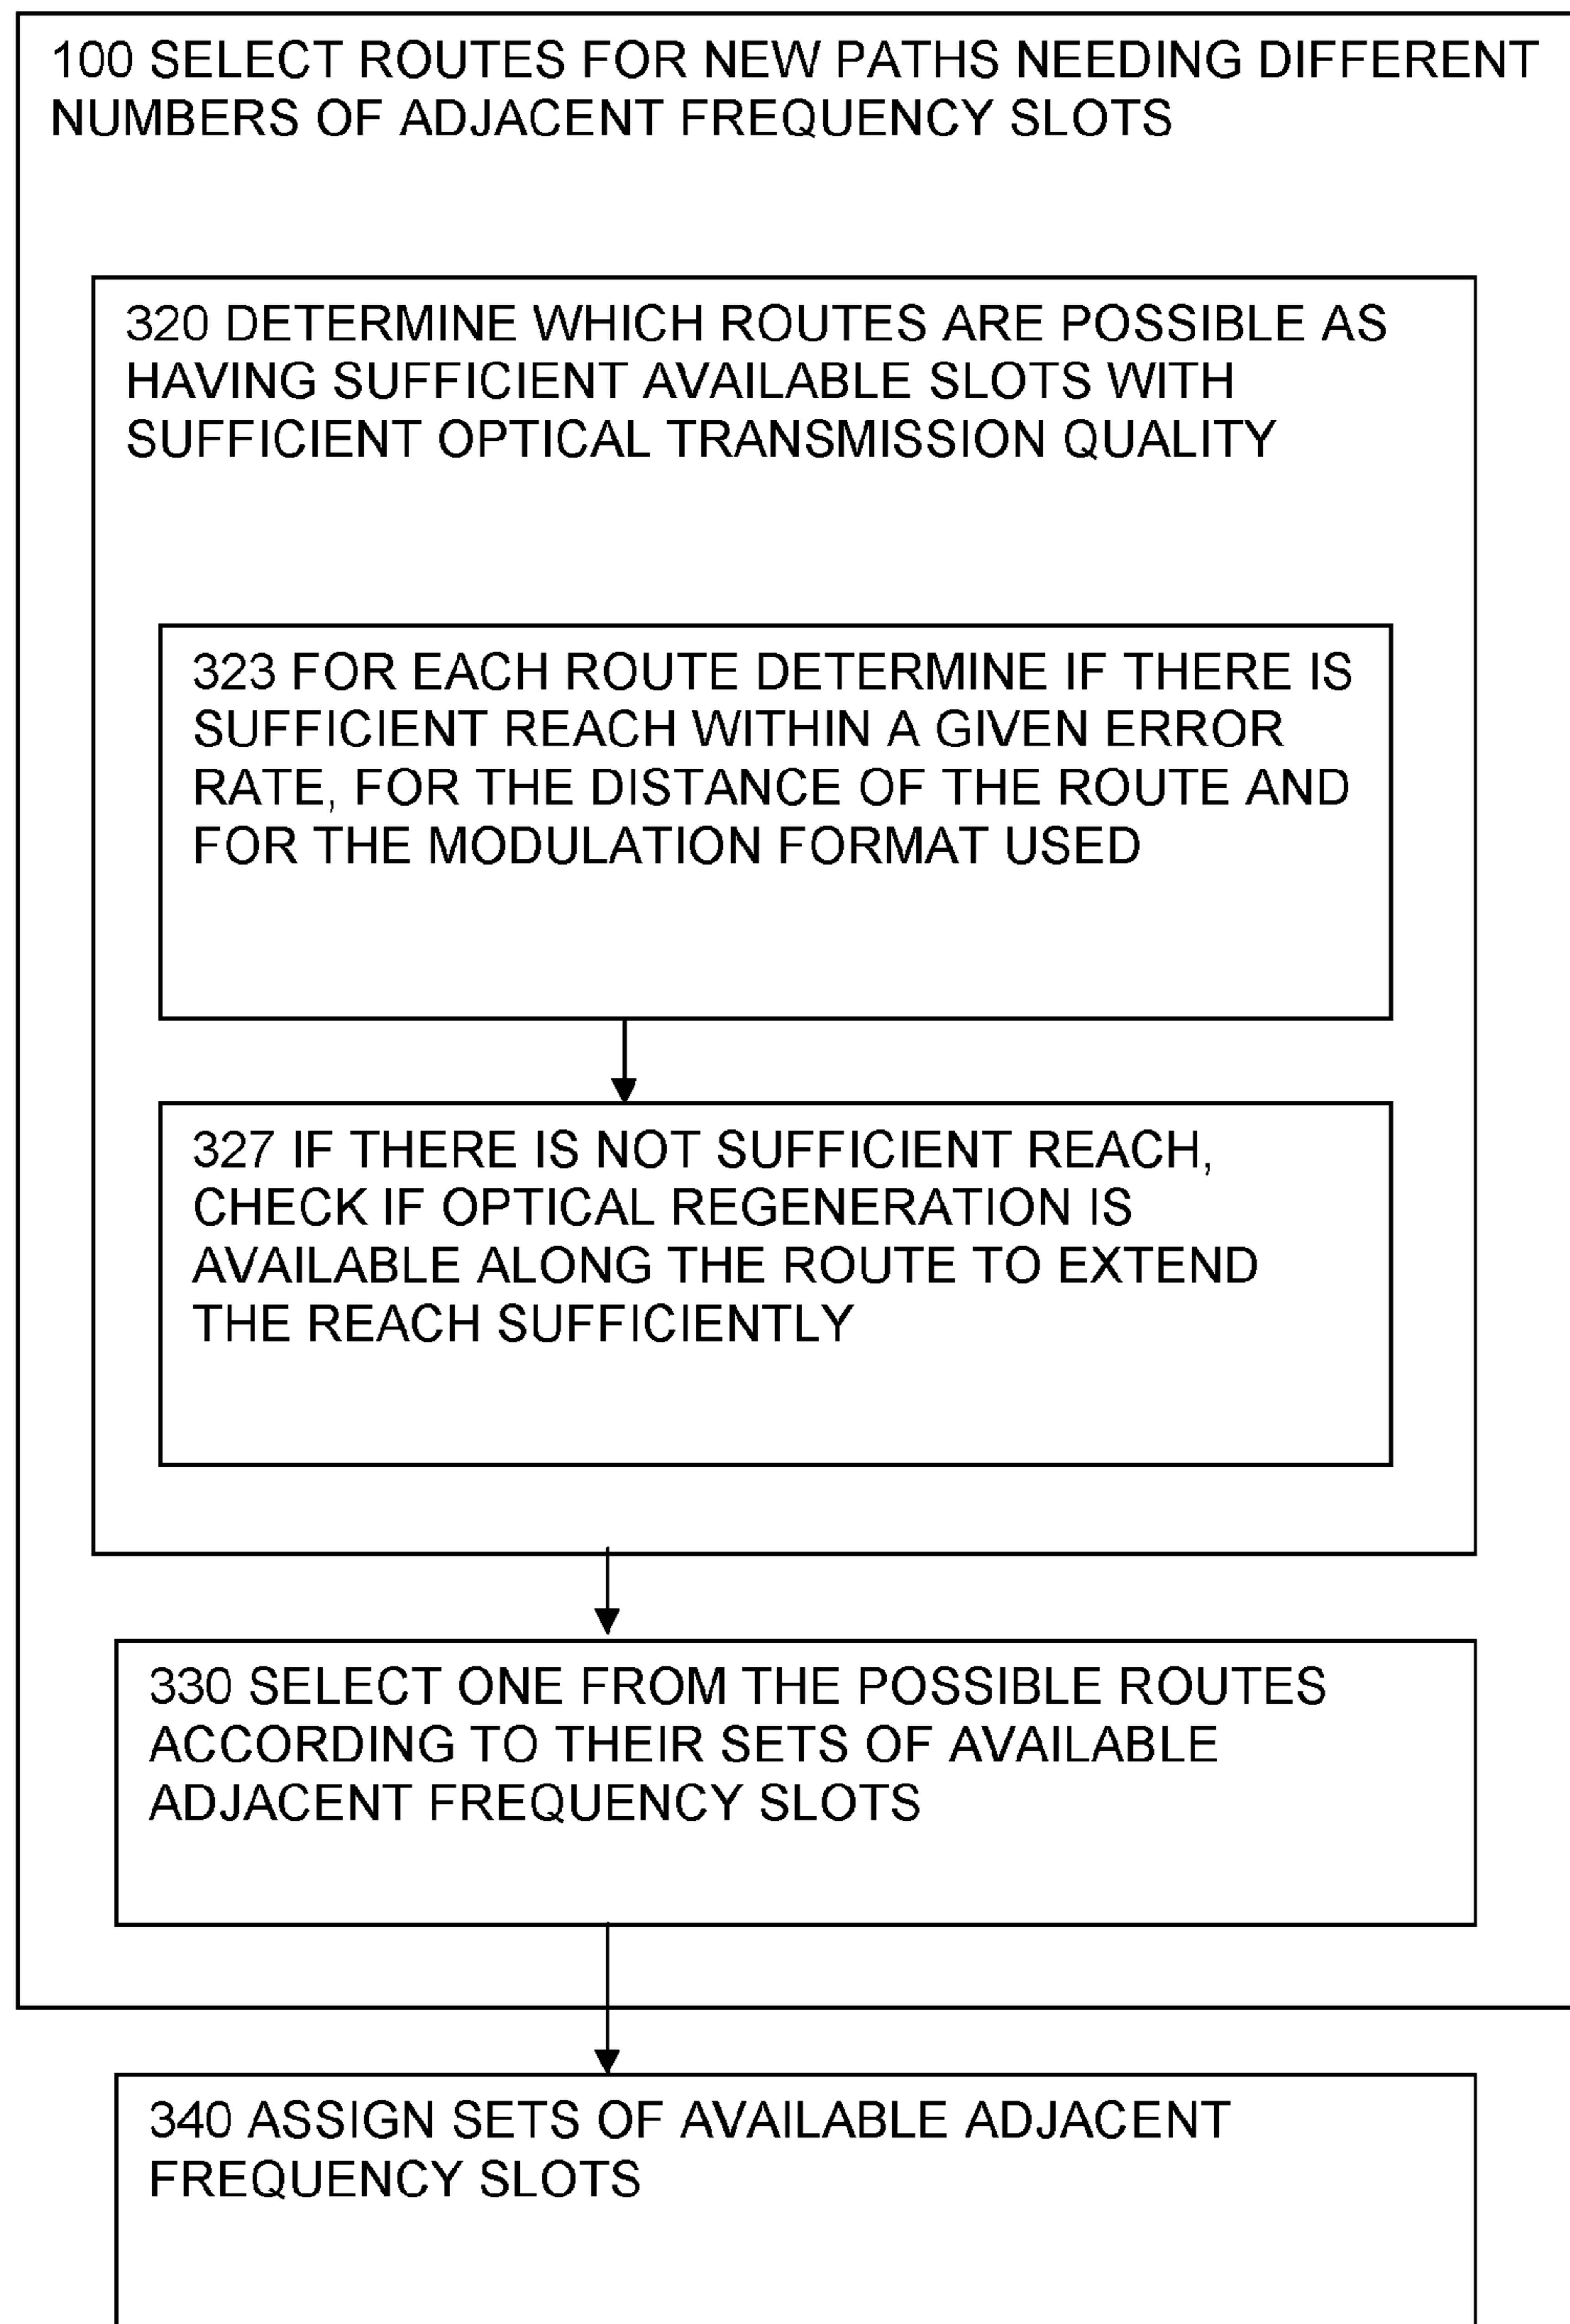 100 SELECT ROUTES FOR NEW PATHS NEEDING DIFFERENT
NUMBERS OF ADJACENT FREQUENCY SLOTS
320 DETERMINE WHICH ROUTES ARE POSSIBLE AS
HAVING SUFFICIENT AVAILABLE SLOTS WITH
SUFFICIENT OPTICAL TRANSMISSION QUALITY
323 FOR EACH ROUTE DETERMINE IF THERE IS
SUFFICIENT REACH WITHIN A GIVEN ERROR
RATE, FOR THE DISTANCE OF THE ROUTE AND
FOR THE MODULATION FORMAT USED
327 IF THERE IS NOT SUFFICIENT REACH,
CHECK IF OPTICAL REGENERATION IS
AVAILABLE ALONG THE ROUTE TO EXTEND
THE REACH SUFFICIENTLY
330 SELECT ONE FROM THE POSSIBLE ROUTES
ACCORDING TO THEIR SETS OF AVAILABLE
ADJACENT FREQUENCY SLOTS
340 ASSIGN SETS OF AVAILABLE ADJACENT
FREQUENCY SLOTS